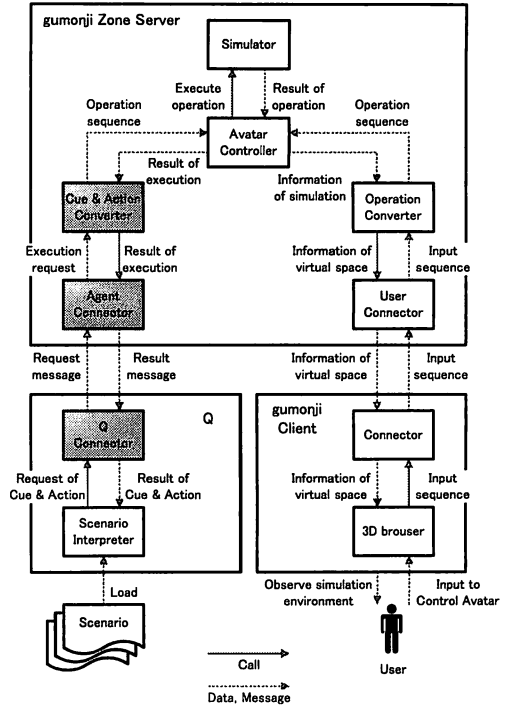 gumonji Zone Server
Simulator
Execute
operation
Result of
operation
Operation
sequence
Operation
sequence
Avatar
Controller
Result of
execution
Information
of simulation
Cue & Action
Converter
Operation
Converter
Execution
request
Result of
execution
Information of
virtual space
Input
sequence
Agent
Connector
User
Connector
Request
message
Result
message
Information of
virtual space
Input
sequence
Q
Connector
Q
gumonji
Client
Connector
Request of
Cue & Action
Result of
Cue & Action
Information of
virtual space
Input
sequence
Scenario
Interpreter
3D brouser
Load
Observe simulation
environment
Input to
Control Avatar
Scenario
User
Call
Data, Message